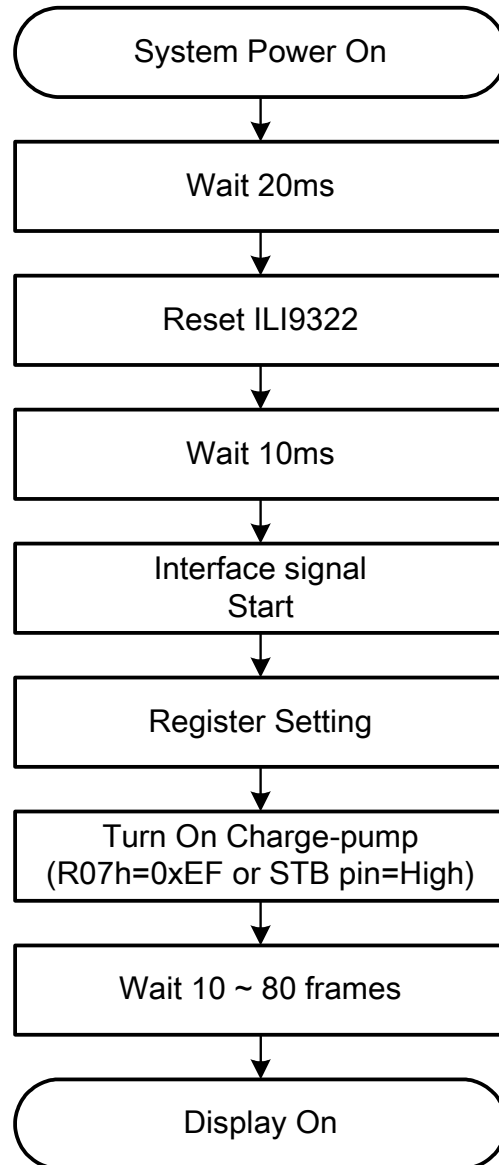 System Power On
Wait 20ms
Reset ILI9322
Wait 10ms
Interface signal
Start
Register Setting
Turn On Charge-pump
(R07h=0xEF or STB pin=High)
Wait 10 ~ 80 frames
Display On